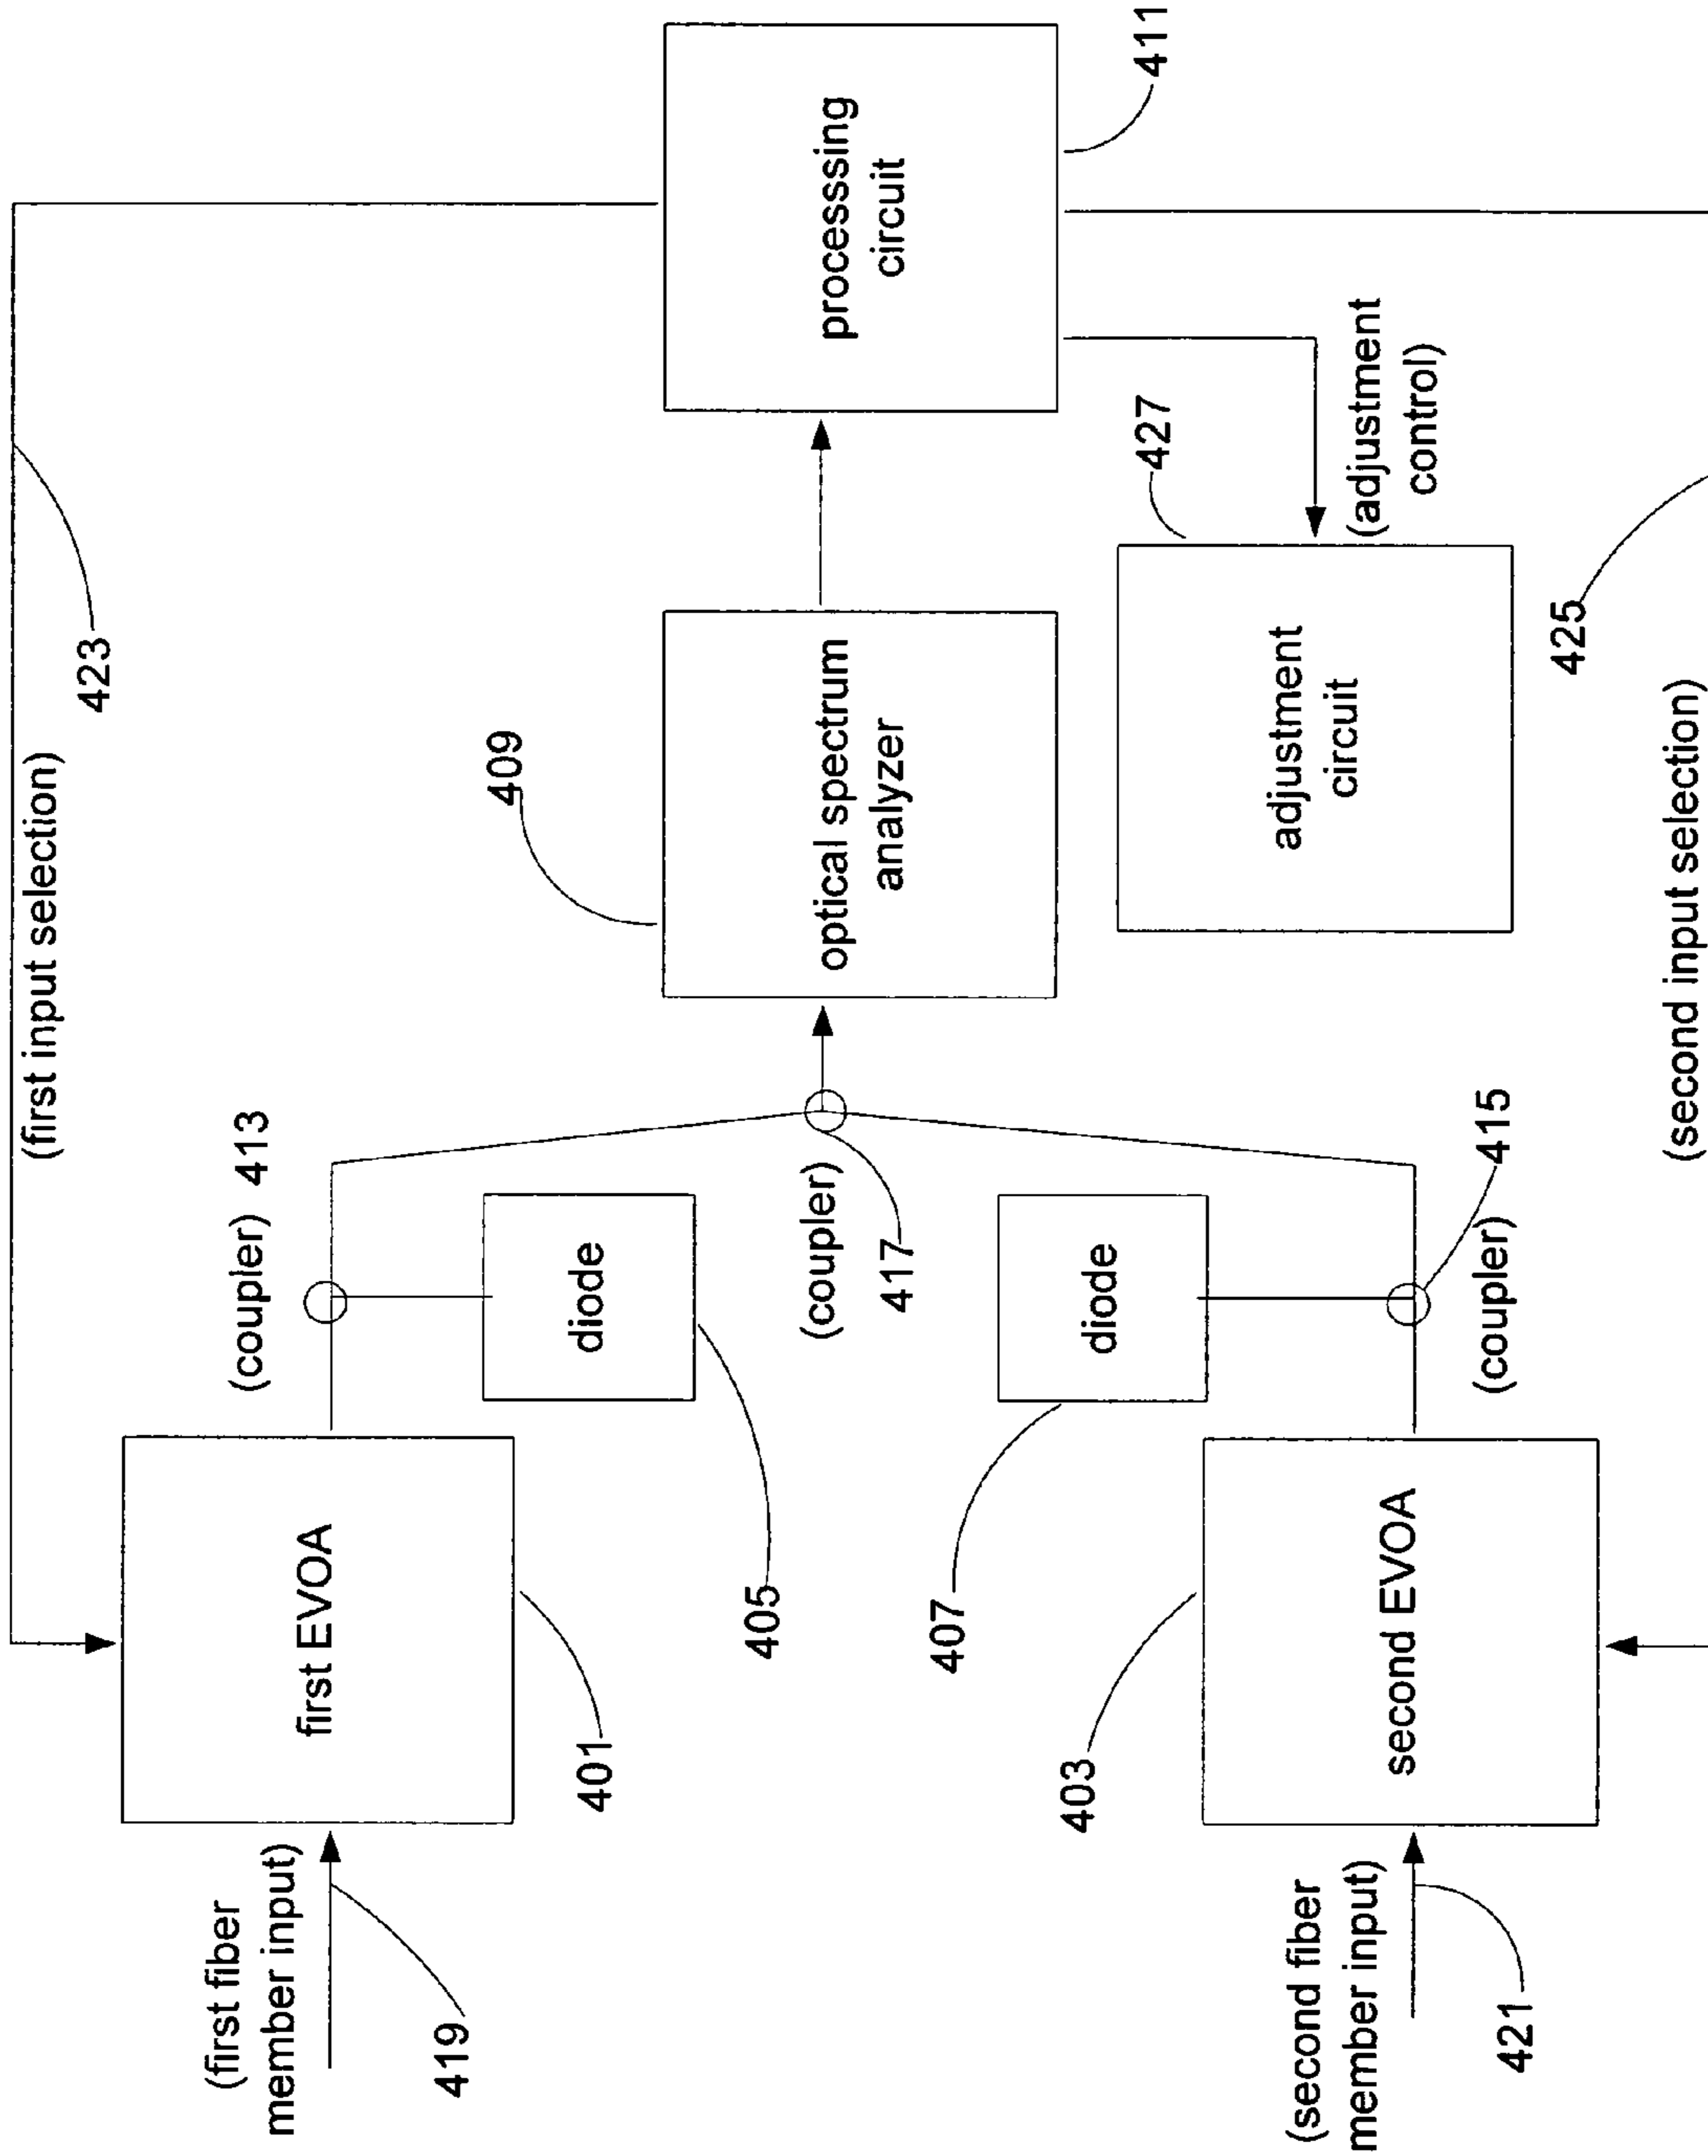 423
(first input selection)
(first fiber
member input)
419
first EVOA
401
(coupler) 413
diode
405
(coupler)
417
409
optical spectrum
analyzer
processsing
circuit
411
427
adjustment
circuit
(adjustment
control)
407
diode
403
second EVOA
(second fiber
member input)
421
(coupler)
415
425
(second input selection)